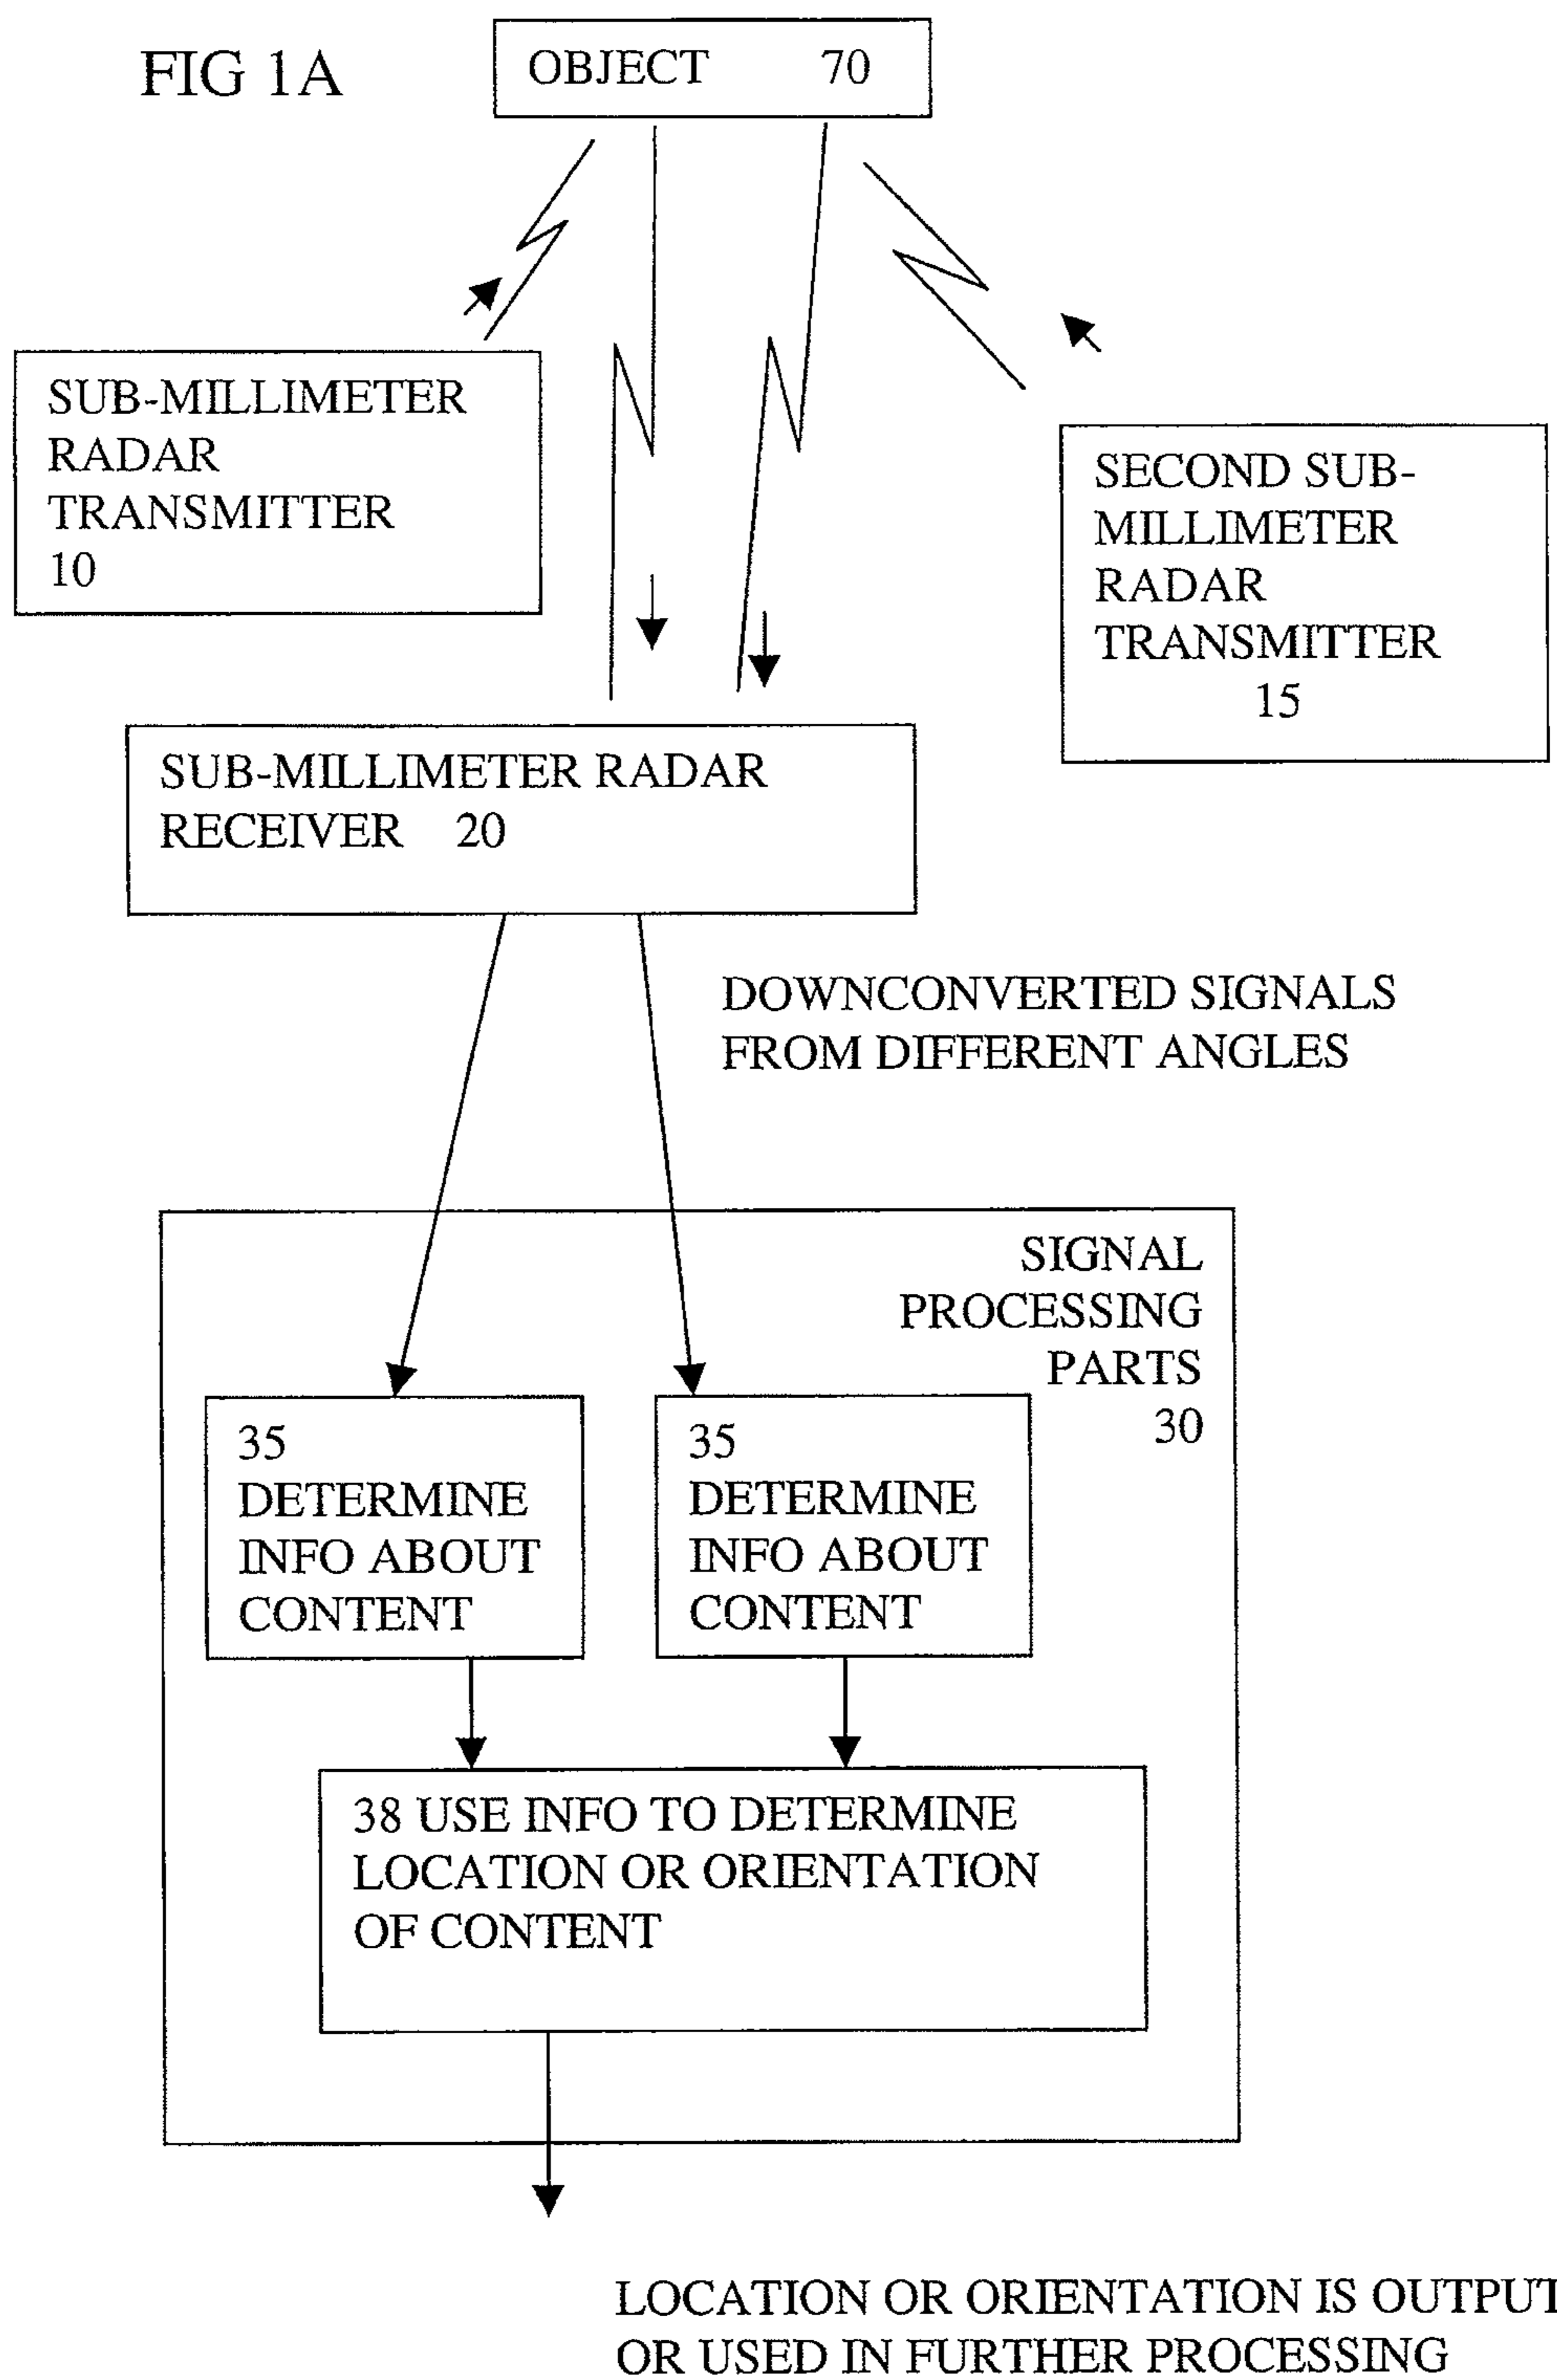 FIG 1A
OBJECT 70
SUB-MILLIMETER
RADAR
TRANSMITTER
10
SECOND SUB-
MILLIMETER
RADAR
TRANSMITTER
15
SUB-MILLIMETER RADAR
RECEIVER 20
DOWNCONVERTED SIGNALS
FROM DIFFERENT ANGLES
SIGNAL
PROCESSING
PARTS
30
35
DETERMINE
INFO ABOUT
CONTENT
35
DETERMINE
INFO ABOUT
CONTENT
38 USE INFO TO DETERMINE
LOCATION OR ORIENTATION
OF CONTENT
LOCATION OR ORIENTATION IS OUTPUT
OR USED IN FURTHER PROCESSING